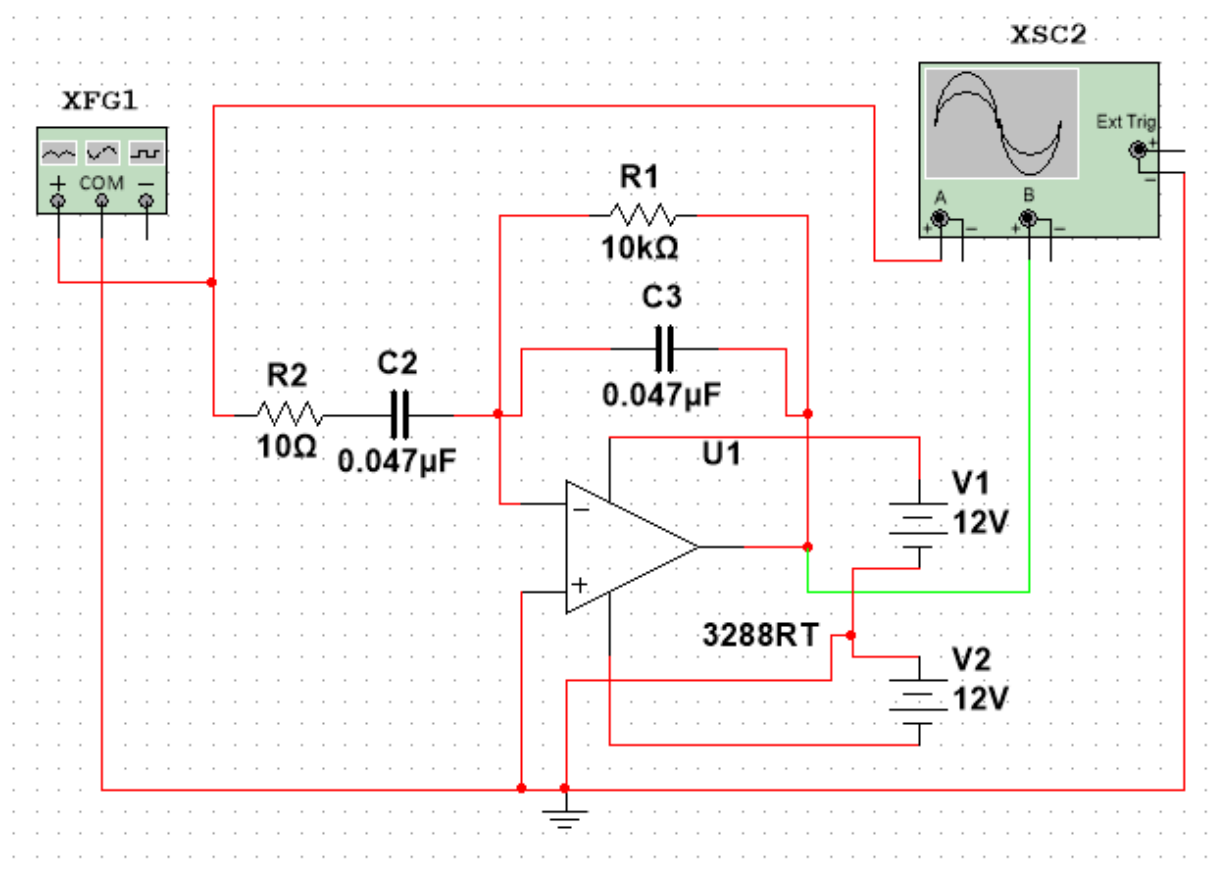 XSC2
XFG1
Ext Trig
+
COM
A
B
R1
10kΩ
C3
0.047µF
R2
10Ω
C2
0.047µF
U1
V1
12V
3288RT
V2
12V